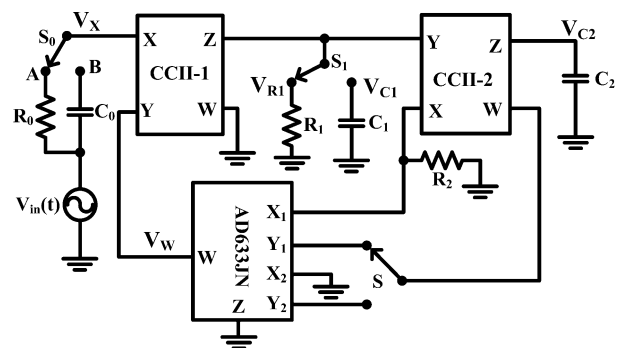 S0
VX
A
B
R0
C0
Vin(t)
X
Z
CCII-1
Y
W
S1
VR1
VC1
R1
C1
Y
Z
CCII-2
X
W
VC2
C2
R2
VW
W
AD633JN
X1
Y1
X2
Y2
Z
S